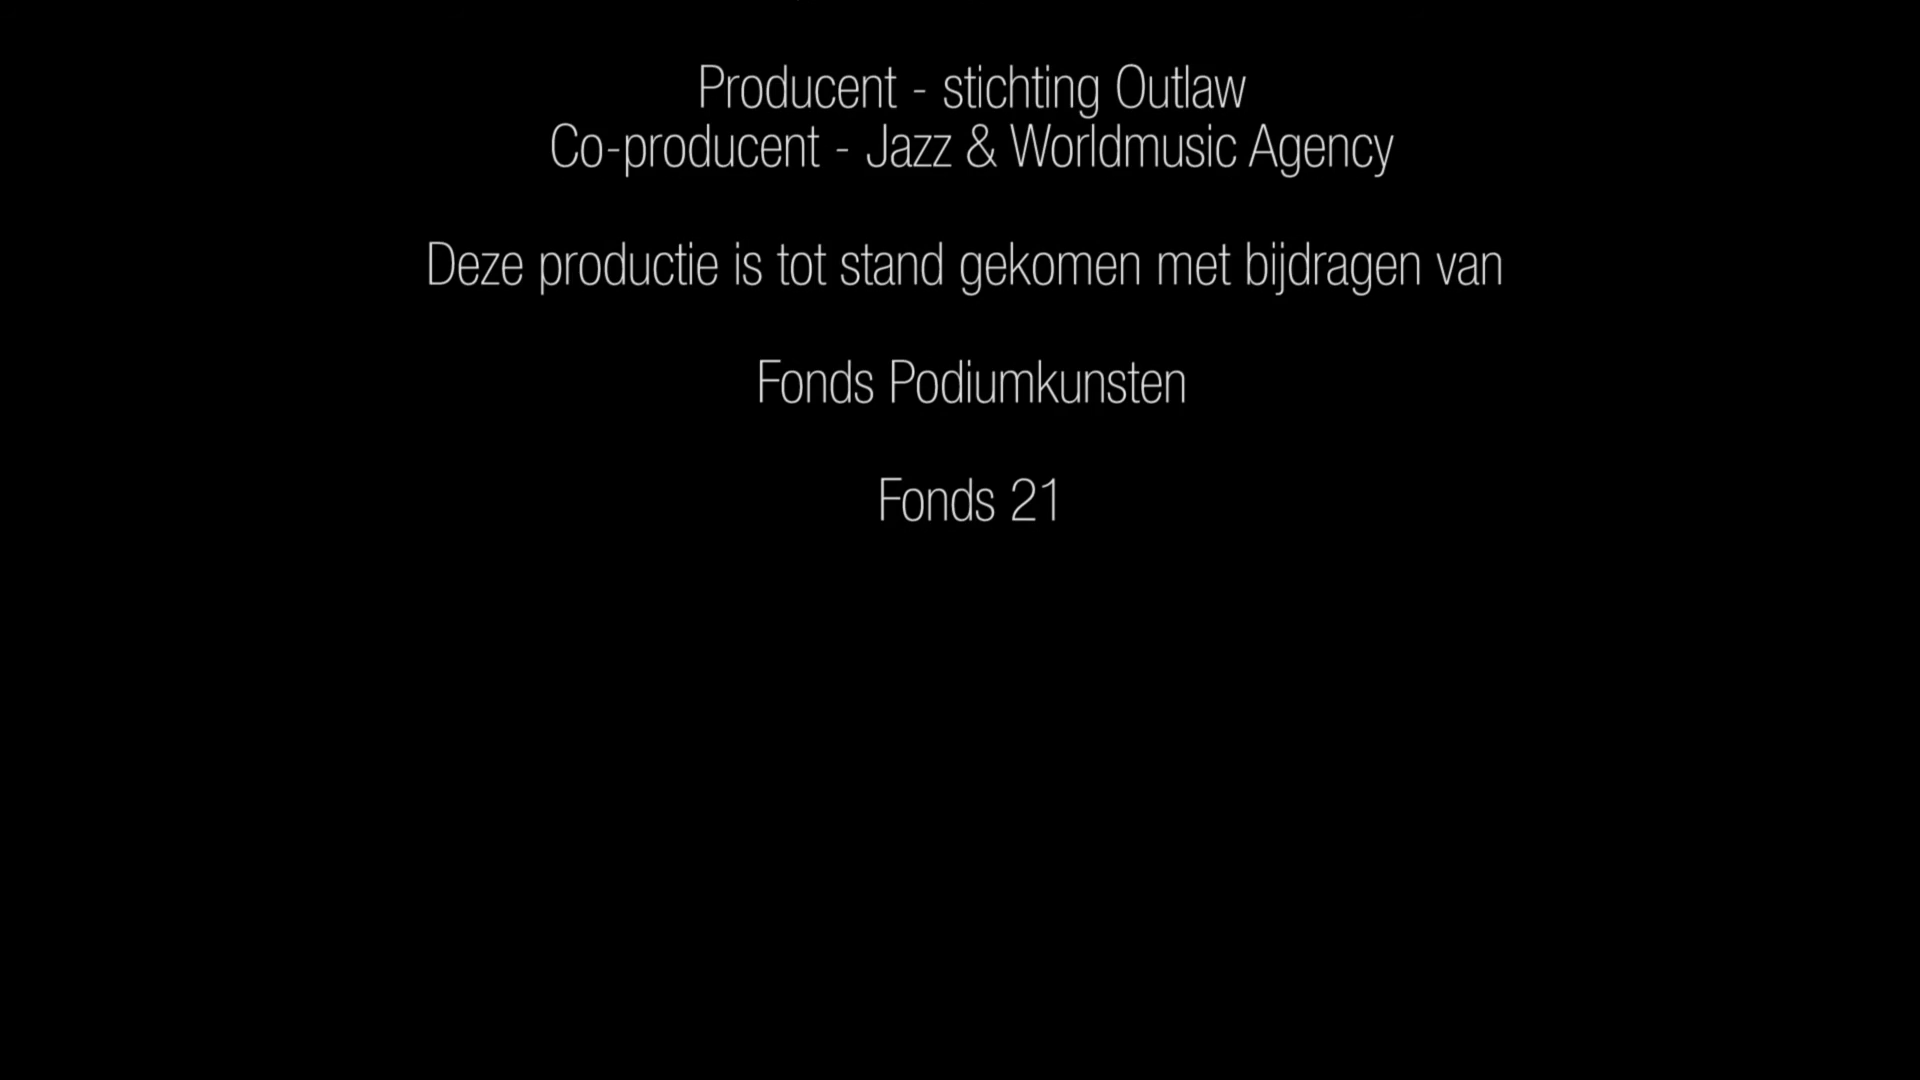 Producent - stichting Outlaw
Co-producent - Jazz & Worldmusic Agency
Deze productie is tot stand gekomen met bijdragen van
Fonds Podiumkunsten
Fonds 21